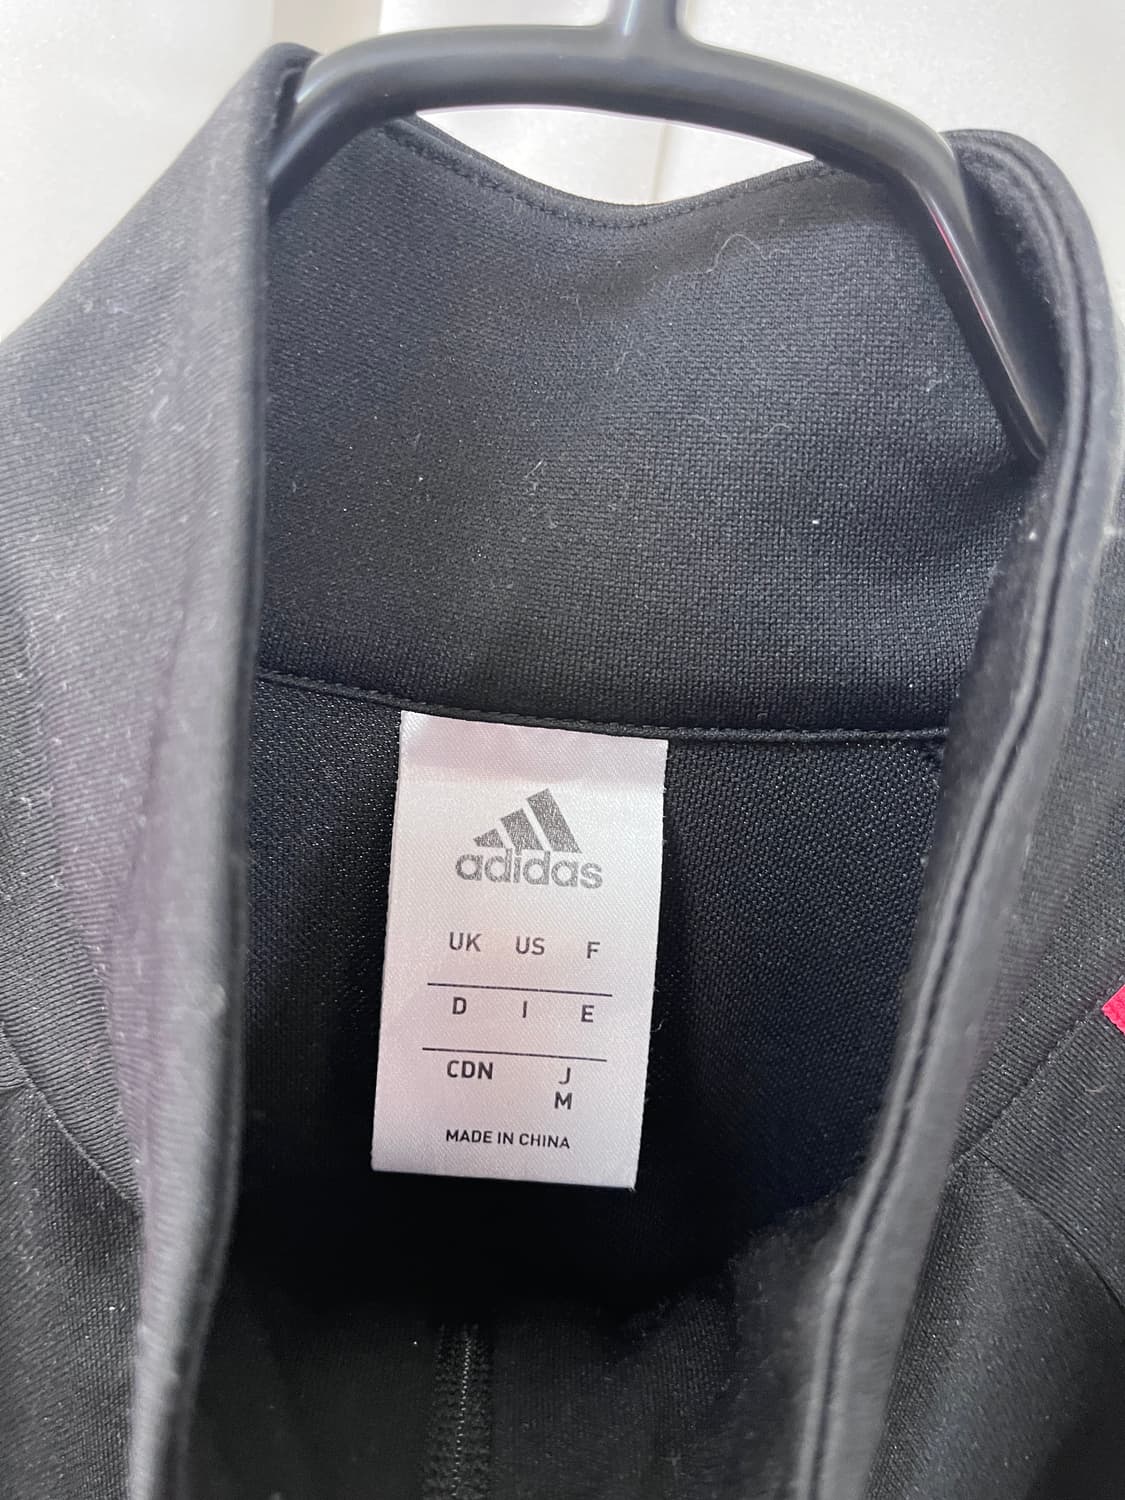 adidas
UK US F
D I E
CDN J
M
MADE IN CHINA